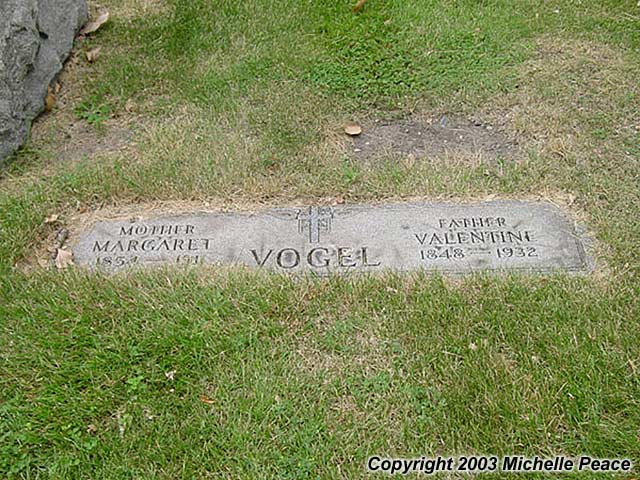 MOTHER
MARGARET
VOGEL
FATHER
VALENTINE
1848 – 1932
Copyright 2003 Michelle Peace